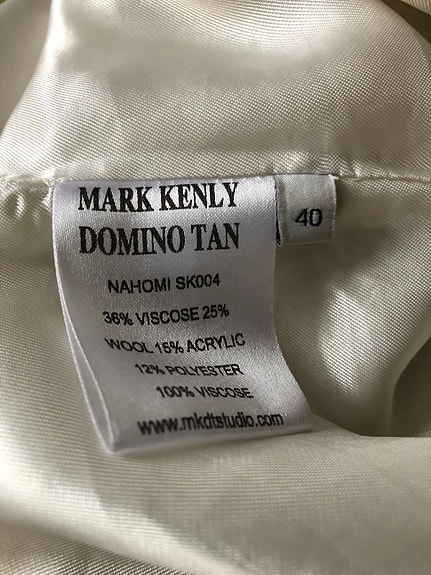 MARK KENLY
DOMINO TAN
40
NAHOMI SK004
36% VISCOSE 25%
WOOL 15% ACRYLIC
12% POLYESTER
100% VISCOSE
www.mkdtstudio.com